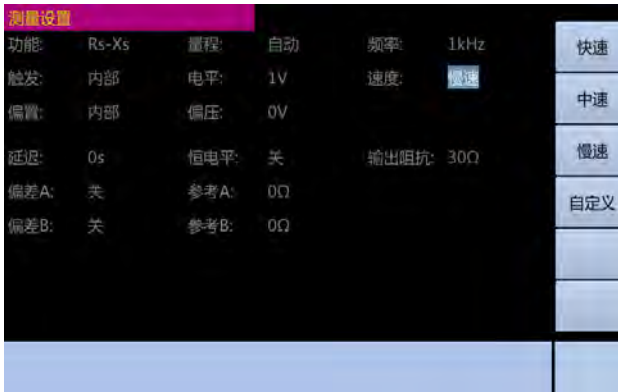 测量设置
功能: Rs-Xs 量程: 自动 频率: 1kHz
触发: 内部 电平: 1V 速度: 慢速
偏置: 内部 偏压: 0V
延迟: 0s 恒电平: 关 输出阻抗: 30Ω
偏差A: 关 参考A: 0Ω
偏差B: 关 参考B: 0Ω
快速
中速
慢速
自定义